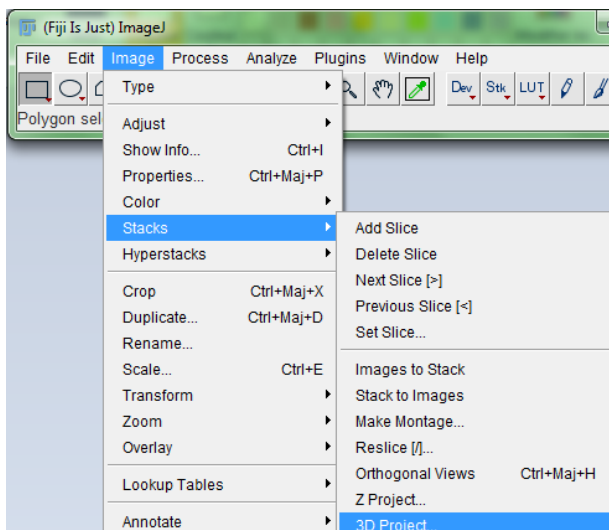 (Fiji Is Just) ImageJ
File Edit Image Process Analyze Plugins Window Help
Dev Stk LUT
Polygon sel
Type
Adjust
Show Info... Ctrl+I
Properties... Ctrl+Maj+P
Color
Stacks
Hyperstacks
Crop Ctrl+Maj+X
Duplicate... Ctrl+Maj+D
Rename...
Scale... Ctrl+E
Transform
Zoom
Overlay
Lookup Tables
Annotate
Add Slice
Delete Slice
Next Slice [>]
Previous Slice [<]
Set Slice...
Images to Stack
Stack to Images
Make Montage...
Reslice [/]...
Orthogonal Views Ctrl+Maj+H
Z Project...
3D Project...